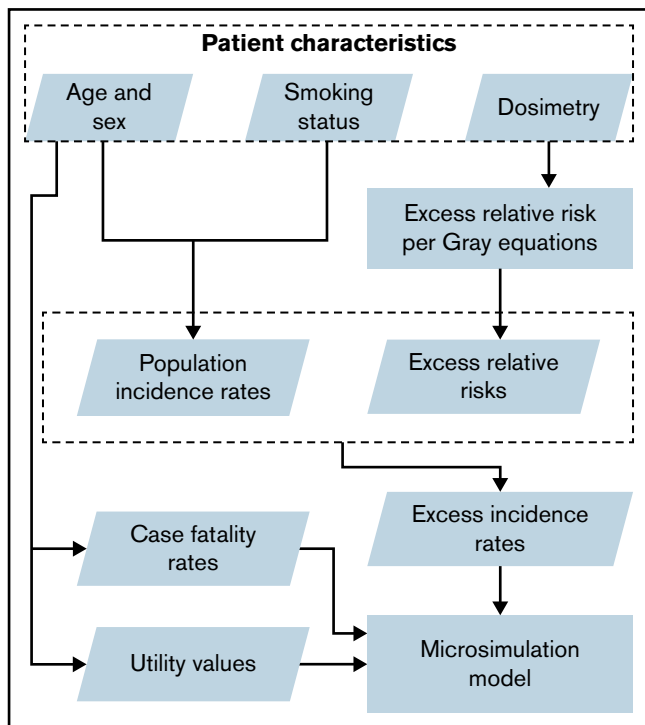 Patient characteristics
Age and
sex
Smoking
status
Dosimetry
Excess relative risk
per Gray equations
Population
incidence rates
Excess relative
risks
Case fatality
rates
Excess incidence
rates
Utility values
Microsimulation
model